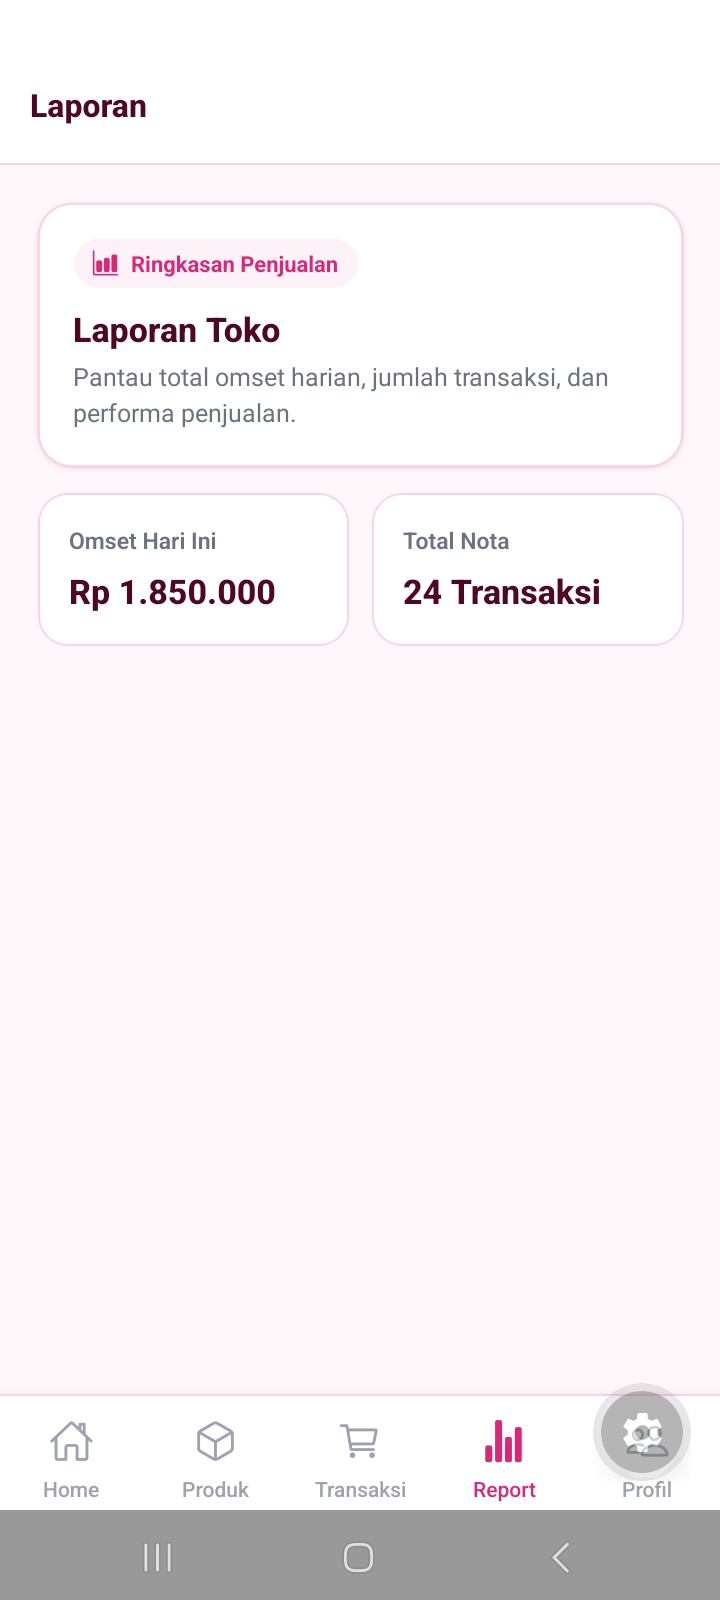 Laporan
Ringkasan Penjualan
Laporan Toko
Pantau total omset harian, jumlah transaksi, dan
performa penjualan.
Omset Hari Ini
Rp 1.850.000
Total Nota
24 Transaksi
Home
Produk
Transaksi
Report
Profil